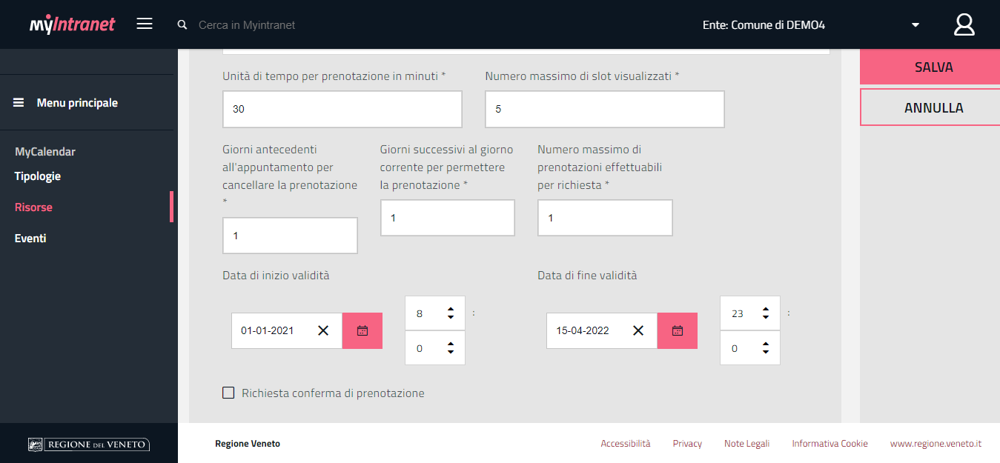 myIntranet
Cerca in Myintranet
Ente: Comune di DEMO4
Menu principale
MyCalendar
Tipologie
Risorse
Eventi
Unità di tempo per prenotazione in minuti *
30
Numero massimo di slot visualizzati *
5
Giorni antecedenti
all'appuntamento per
cancellare la prenotazione
*
1
Giorni successivi al giorno
corrente per permettere
la prenotazione *
1
Numero massimo di
prenotazioni effettuabili
per richiesta *
1
Data di inizio validità
01-01-2021
8
:
0
Data di fine validità
15-04-2022
23
:
0
Richiesta conferma di prenotazione
SALVA
ANNULLA
REGIONE DEL VENETO
Regione Veneto
Accessibilità
Privacy
Note Legali
Informativa Cookie
www.regione.veneto.it